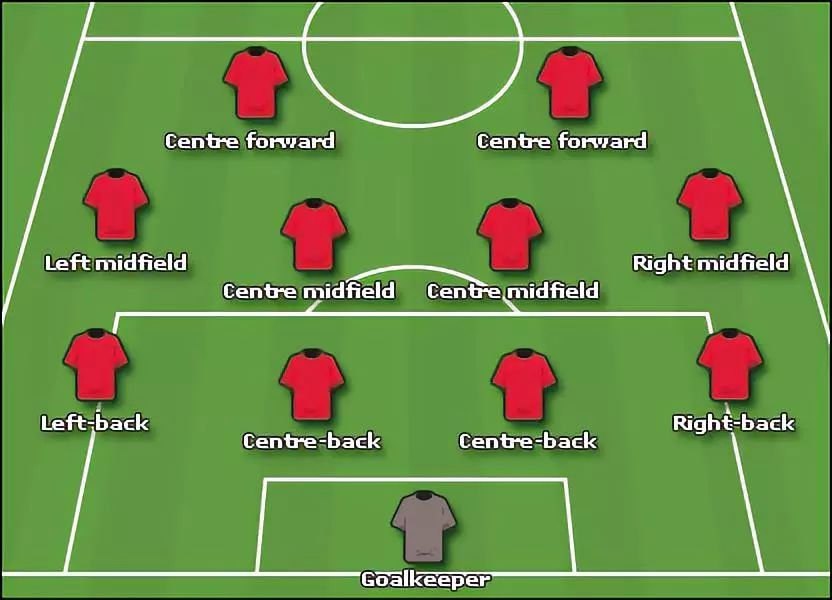 Centre forward
Centre forward
Left midfield
Right midfield
Centre midfield
Centre midfield
Left-back
Right-back
Centre-back
Centre-back
Goalkeeper